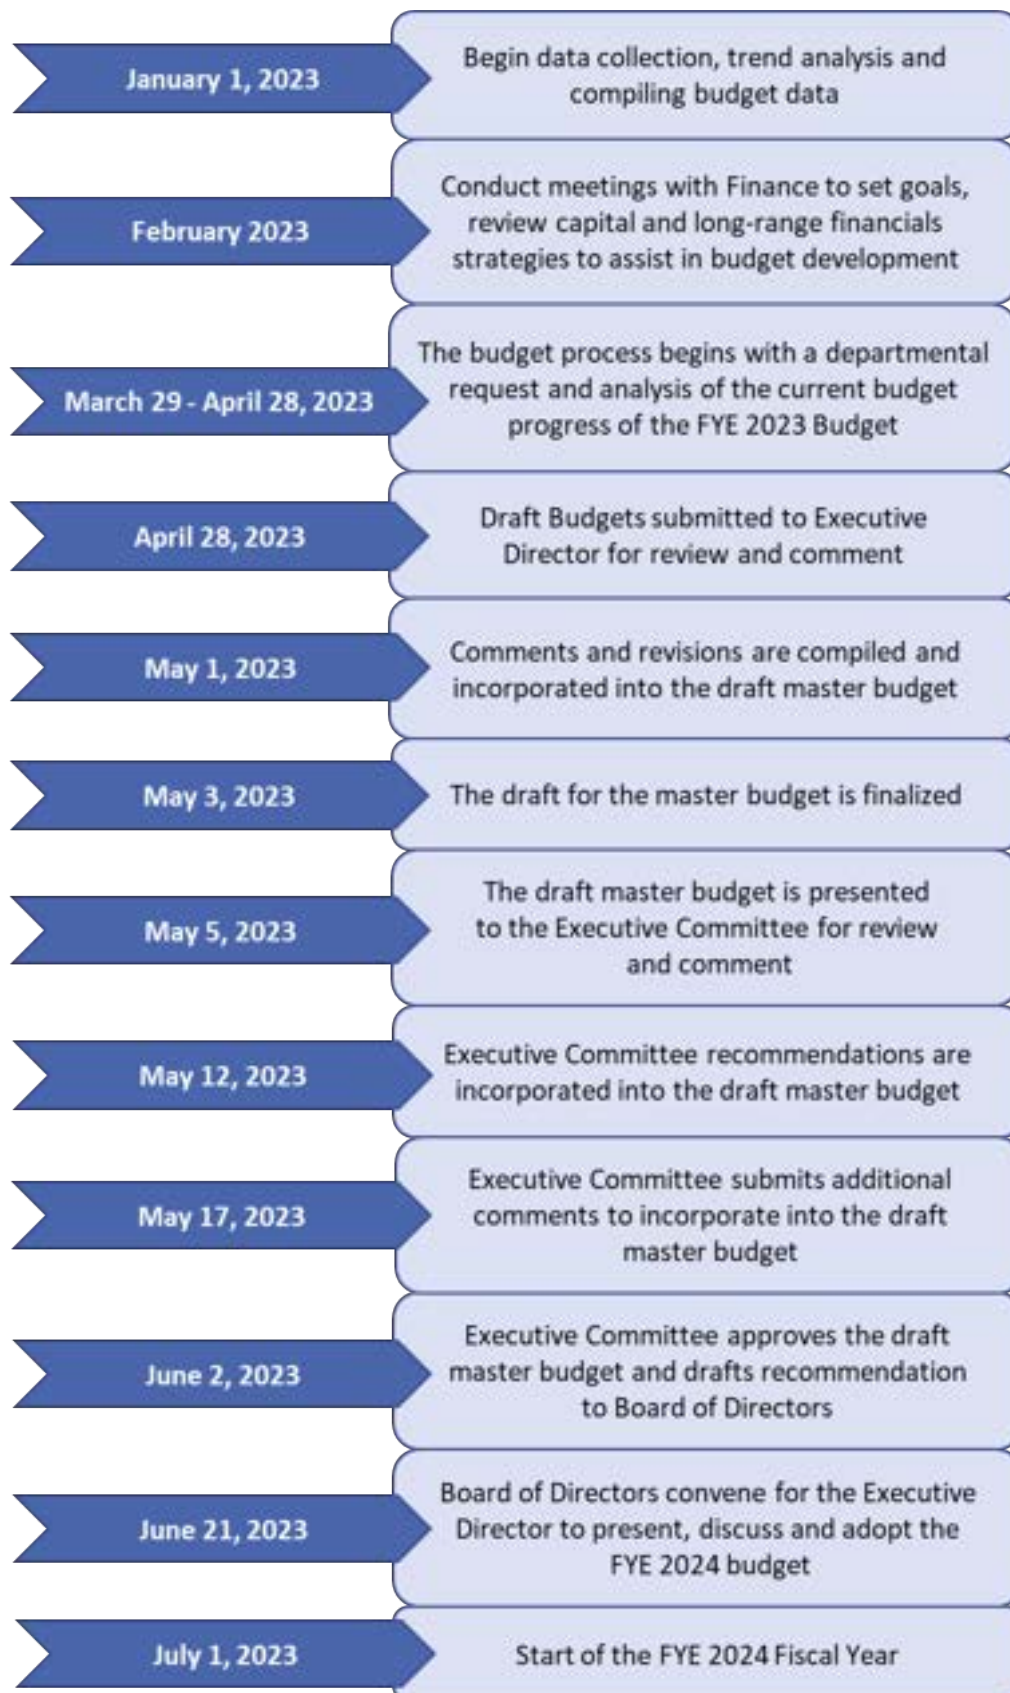 January 1, 2023
Begin data collection, trend analysis and
compiling budget data
February 2023
Conduct meetings with Finance to set goals,
review capital and long-range financials
strategies to assist in budget development
March 29 - April 28, 2023
The budget process begins with a departmental
request and analysis of the current budget
progress of the FYE 2023 Budget
April 28, 2023
Draft Budgets submitted to Executive
Director for review and comment
May 1, 2023
Comments and revisions are compiled and
incorporated into the draft master budget
May 3, 2023
The draft for the master budget is finalized
May 5, 2023
The draft master budget is presented
to the Executive Committee for review
and comment
May 12, 2023
Executive Committee recommendations are
incorporated into the draft master budget
May 17, 2023
Executive Committee submits additional
comments to incorporate into the draft
master budget
June 2, 2023
Executive Committee approves the draft
master budget and drafts recommendation
to Board of Directors
June 21, 2023
Board of Directors convene for the Executive
Director to present, discuss and adopt the
FYE 2024 budget
July 1, 2023
Start of the FYE 2024 Fiscal Year